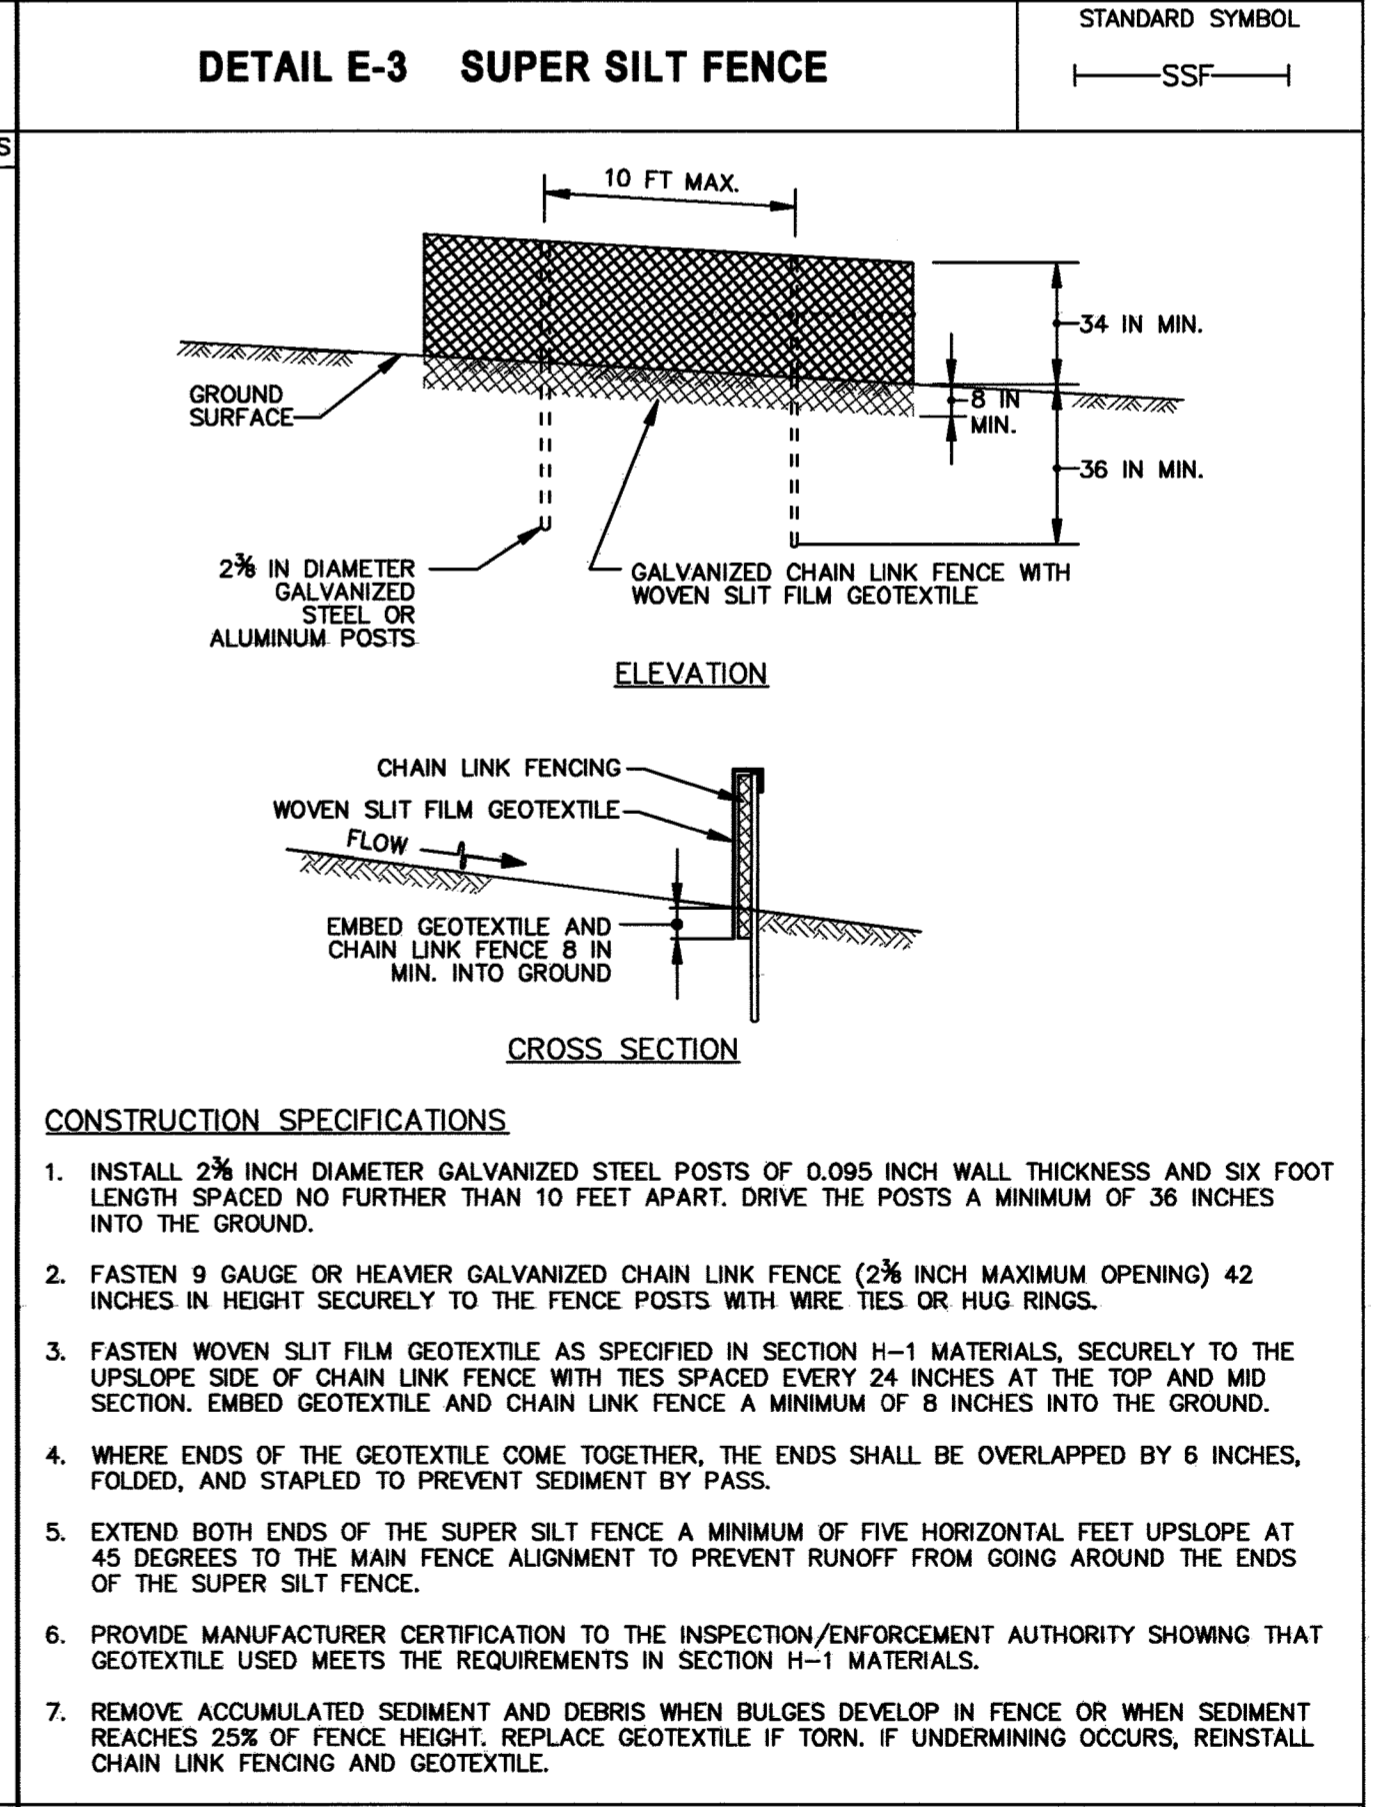 STANDARD SYMBOL
DETAIL E-3 SUPER SILT FENCE
SSF
S
10 FT MAX.
34 IN MIN.
GROUND
SURFACE
8 IN
MIN.
36 IN MIN.
2⅜ IN DIAMETER
GALVANIZED
STEEL OR
ALUMINUM POSTS
GALVANIZED CHAIN LINK FENCE WITH
WOVEN SLIT FILM GEOTEXTILE
ELEVATION
CHAIN LINK FENCING
WOVEN SLIT FILM GEOTEXTILE
FLOW
EMBED GEOTEXTILE AND
CHAIN LINK FENCE 8 IN
MIN. INTO GROUND
CROSS SECTION
CONSTRUCTION SPECIFICATIONS
1. INSTALL 2⅜ INCH DIAMETER GALVANIZED STEEL POSTS OF 0.095 INCH WALL THICKNESS AND SIX FOOT
LENGTH SPACED NO FURTHER THAN 10 FEET APART. DRIVE THE POSTS A MINIMUM OF 36 INCHES
INTO THE GROUND.
2. FASTEN 9 GAUGE OR HEAVIER GALVANIZED CHAIN LINK FENCE (2⅜ INCH MAXIMUM OPENING) 42
INCHES IN HEIGHT SECURELY TO THE FENCE POSTS WITH WIRE TIES OR HUG RINGS.
3. FASTEN WOVEN SLIT FILM GEOTEXTILE AS SPECIFIED IN SECTION H-1 MATERIALS, SECURELY TO THE
UPSLOPE SIDE OF CHAIN LINK FENCE WITH TIES SPACED EVERY 24 INCHES AT THE TOP AND MID
SECTION. EMBED GEOTEXTILE AND CHAIN LINK FENCE A MINIMUM OF 8 INCHES INTO THE GROUND.
4. WHERE ENDS OF THE GEOTEXTILE COME TOGETHER, THE ENDS SHALL BE OVERLAPPED BY 6 INCHES,
FOLDED, AND STAPLED TO PREVENT SEDIMENT BY PASS.
5. EXTEND BOTH ENDS OF THE SUPER SILT FENCE A MINIMUM OF FIVE HORIZONTAL FEET UPSLOPE AT
45 DEGREES TO THE MAIN FENCE ALIGNMENT TO PREVENT RUNOFF FROM GOING AROUND THE ENDS
OF THE SUPER SILT FENCE.
6. PROVIDE MANUFACTURER CERTIFICATION TO THE INSPECTION/ENFORCEMENT AUTHORITY SHOWING THAT
GEOTEXTILE USED MEETS THE REQUIREMENTS IN SECTION H-1 MATERIALS.
7. REMOVE ACCUMULATED SEDIMENT AND DEBRIS WHEN BULGES DEVELOP IN FENCE OR WHEN SEDIMENT
REACHES 25% OF FENCE HEIGHT. REPLACE GEOTEXTILE IF TORN. IF UNDERMINING OCCURS, REINSTALL
CHAIN LINK FENCING AND GEOTEXTILE.